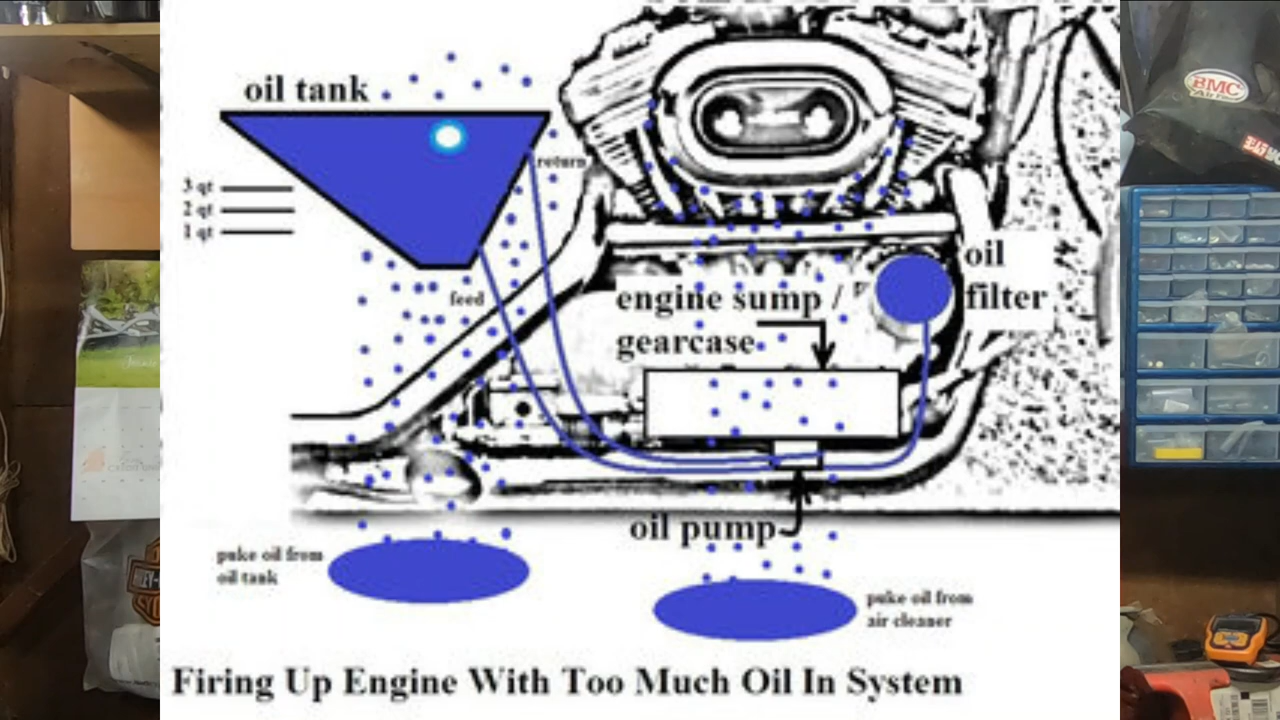 oil tank
return
3 qt
2 qt
1 qt
feed
engine sump /
gearcase
oil
filter
oil pump
puke oil from
oil tank
puke oil from
air cleaner
Firing Up Engine With Too Much Oil In System
BMC